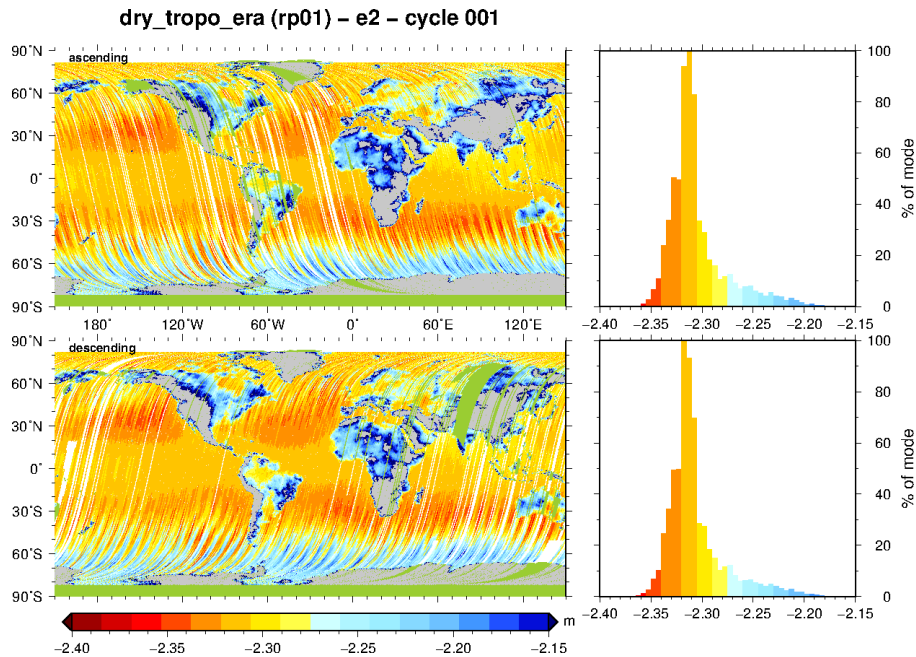 dry_tropo_era (rp01) − e2 − cycle 001
ascending
90˚N
60˚N
30˚N
0˚
30˚S
60˚S
90˚S
180˚ 120˚W 60˚W 0˚ 60˚E 120˚E
100
80
60
40
20
0
% of mode
−2.40 −2.35 −2.30 −2.25 −2.20 −2.15
descending
90˚N
60˚N
30˚N
0˚
30˚S
60˚S
90˚S
100
80
60
40
20
0
% of mode
−2.40 −2.35 −2.30 −2.25 −2.20 −2.15
m
−2.40 −2.35 −2.30 −2.25 −2.20 −2.15